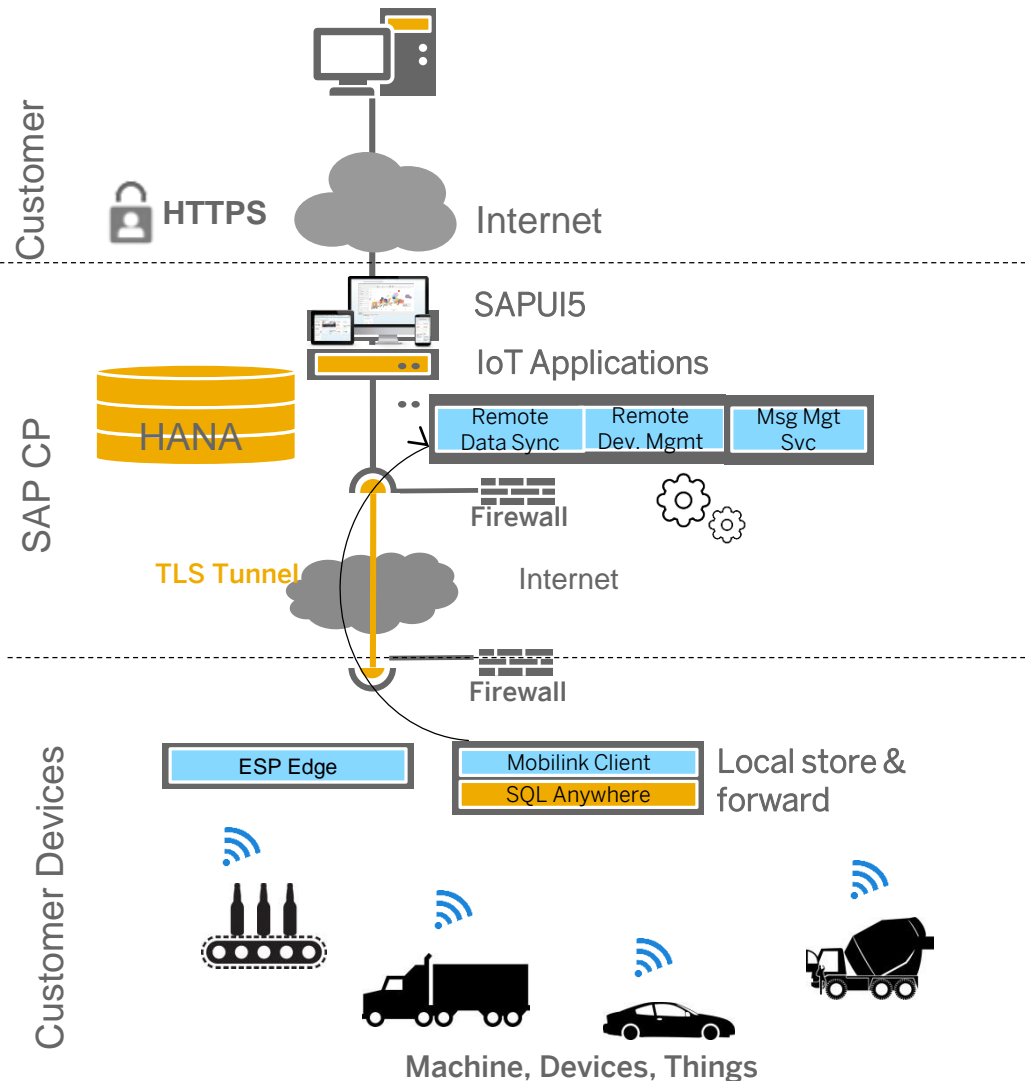 Customer
HTTPS
Internet
SAP CP
SAPUI5
IoT Applications
HANA
Remote
Data Sync
Remote
Dev. Mgmt
Msg Mgt
Svc
Firewall
TLS Tunnel
Internet
Firewall
Customer Devices
ESP Edge
Mobilink Client
SQL Anywhere
Local store &
forward
Machine, Devices, Things